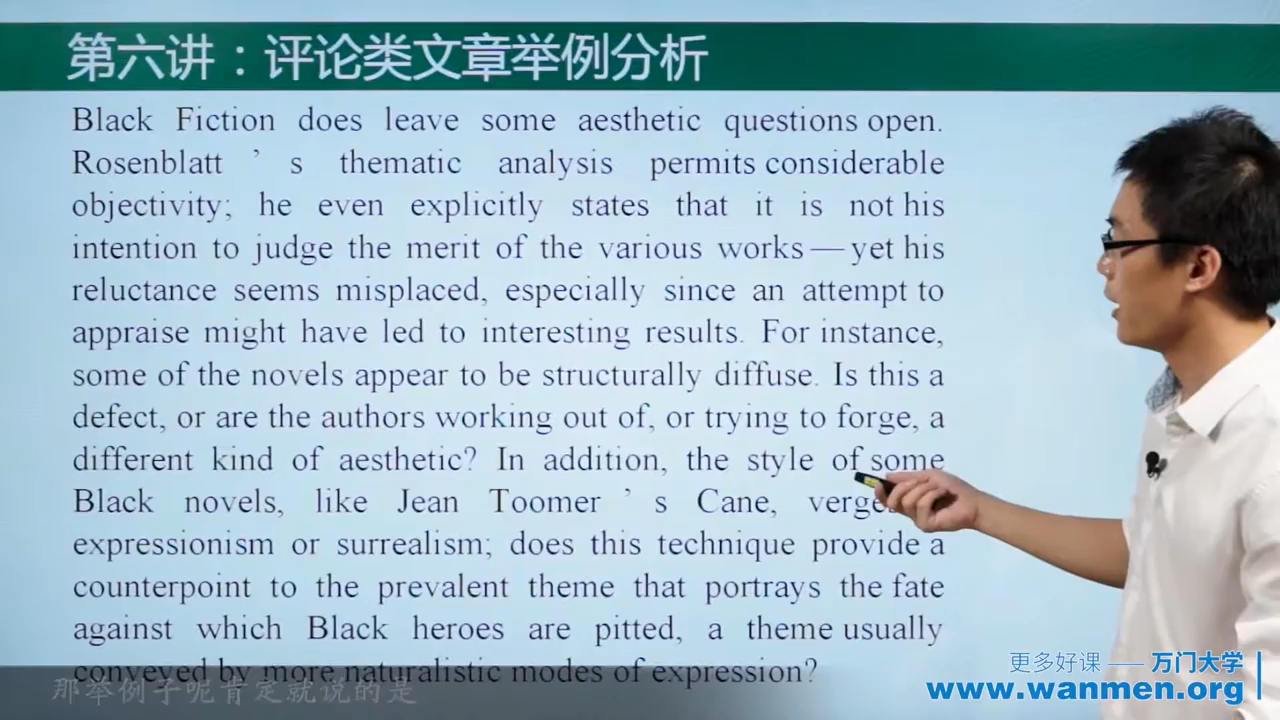 第六讲：评论类文章举例分析
Black Fiction does leave some aesthetic questions open.
Rosenblatt ’ s thematic analysis permits considerable
objectivity; he even explicitly states that it is not his
intention to judge the merit of the various works — yet his
reluctance seems misplaced, especially since an attempt to
appraise might have led to interesting results. For instance,
some of the novels appear to be structurally diffuse. Is this a
defect, or are the authors working out of, or trying to forge, a
different kind of aesthetic? In addition, the style of some
Black novels, like Jean Toomer ’ s Cane, verges
expressionism or surrealism; does this technique provide a
counterpoint to the prevalent theme that portrays the fate
against which Black heroes are pitted, a theme usually
conveyed by more naturalistic modes of expression?
那举例子呢肯定就说的是
更多好课 —— 万门大学
www.wanmen.org